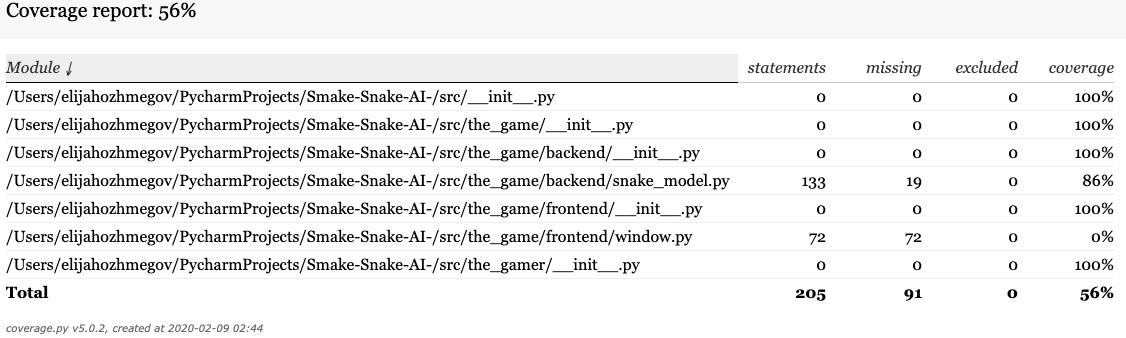 Coverage report: 56%
Module ↓ statements missing excluded coverage
/Users/elijahozhmegov/PycharmProjects/Smake-Snake-AI-/src/__init__.py 0 0 0 100%
/Users/elijahozhmegov/PycharmProjects/Smake-Snake-AI-/src/the_game/__init__.py 0 0 0 100%
/Users/elijahozhmegov/PycharmProjects/Smake-Snake-AI-/src/the_game/backend/__init__.py 0 0 0 100%
/Users/elijahozhmegov/PycharmProjects/Smake-Snake-AI-/src/the_game/backend/snake_model.py 133 19 0 86%
/Users/elijahozhmegov/PycharmProjects/Smake-Snake-AI-/src/the_game/frontend/__init__.py 0 0 0 100%
/Users/elijahozhmegov/PycharmProjects/Smake-Snake-AI-/src/the_game/frontend/window.py 72 72 0 0%
/Users/elijahozhmegov/PycharmProjects/Smake-Snake-AI-/src/the_gamer/__init__.py 0 0 0 100%
Total 205 91 0 56%
coverage.py v5.0.2, created at 2020-02-09 02:44